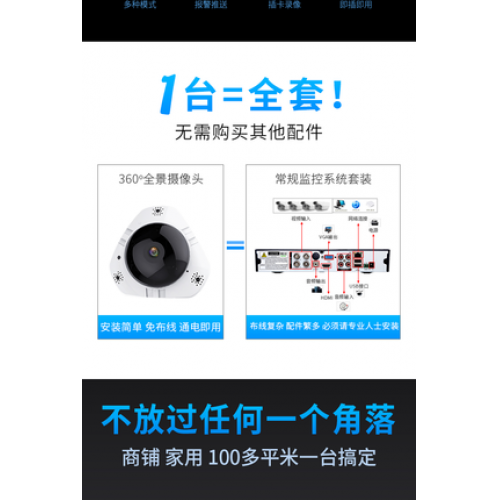 多种模式 报警推送 插卡录像 即插即用
1台=全套!
无需购买其他配件
360°全景摄像头
常规监控系统套装
音频输入
网络连接
VGA输出
电源
=
音频输出
USB接口
HDMI
音频输入
安装简单 免布线 通电即用
布线复杂 配件繁多 必须请专业人士安装
不放过任何一个角落
商铺 家用 100多平米一台搞定